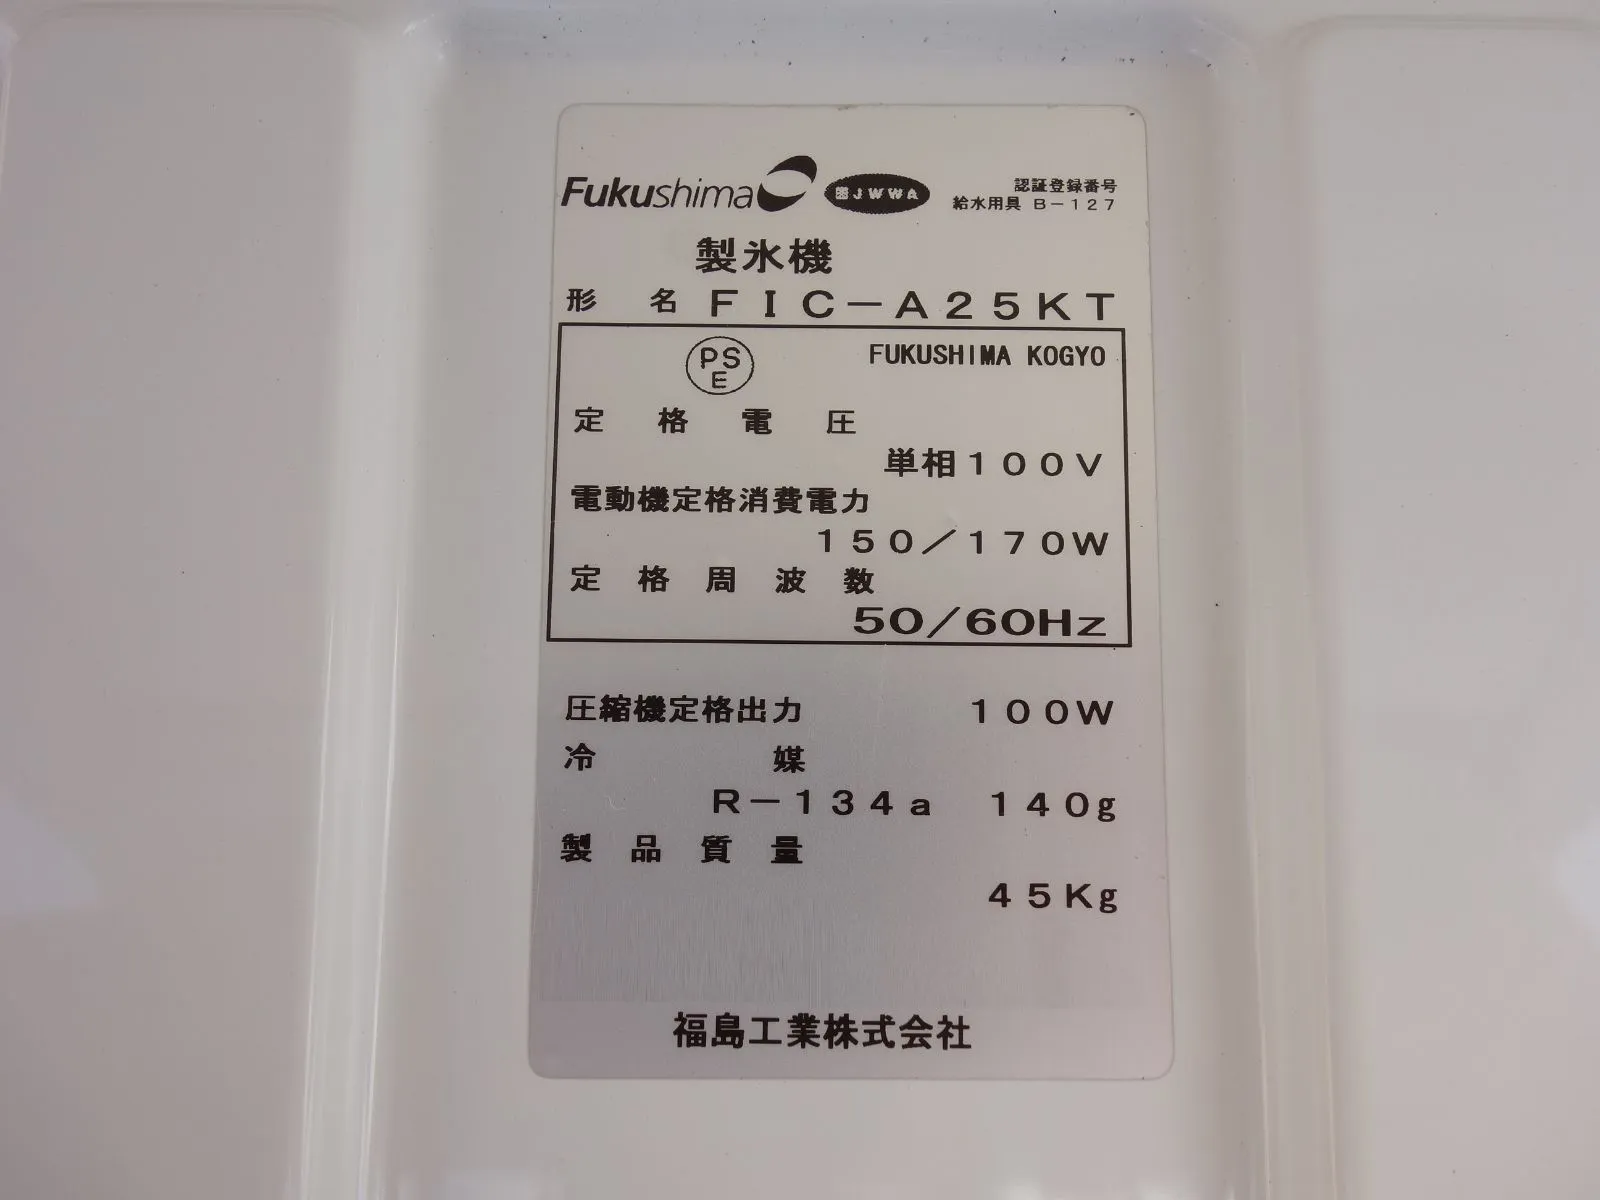 Fukushima JWWA 認証登録番号
給水用具 B－127
製氷機
形名 FIC－A25KT
PSE FUKUSHIMA KOGYO
定格電圧
単相100V
電動機定格消費電力
150／170W
定格周波数
50/60Hz
圧縮機定格出力 100W
冷媒
R－134a 140g
製品質量
45Kg
福島工業株式会社